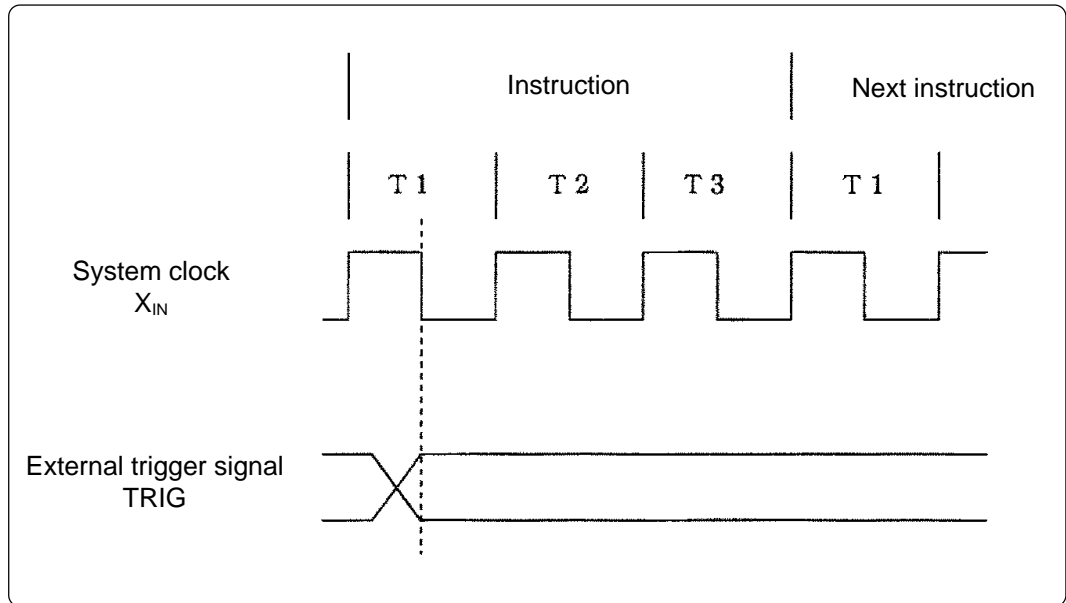 Instruction
Next instruction
T 1
T 2
T 3
T 1
System clock
XIN
External trigger signal
TRIG